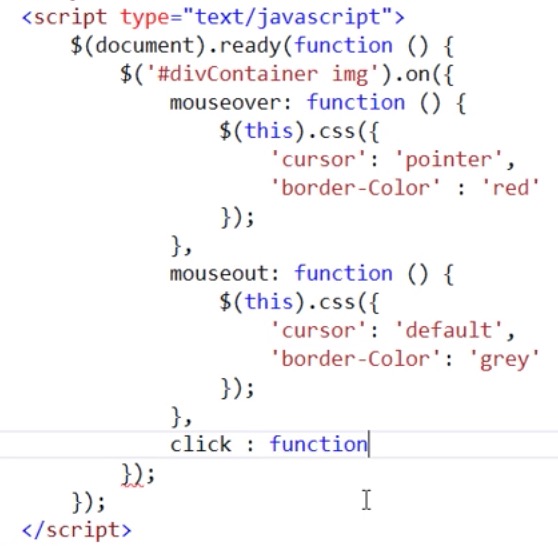 <script type="text/javascript">
    $(document).ready(function () {
        $('#divContainer img').on({
            mouseover: function () {
                $(this).css({
                    'cursor': 'pointer',
                    'border-Color' : 'red'
                });
            },
            mouseout: function () {
                $(this).css({
                    'cursor': 'default',
                    'border-Color': 'grey'
                });
            },
            click : function
        });
    });
</script>